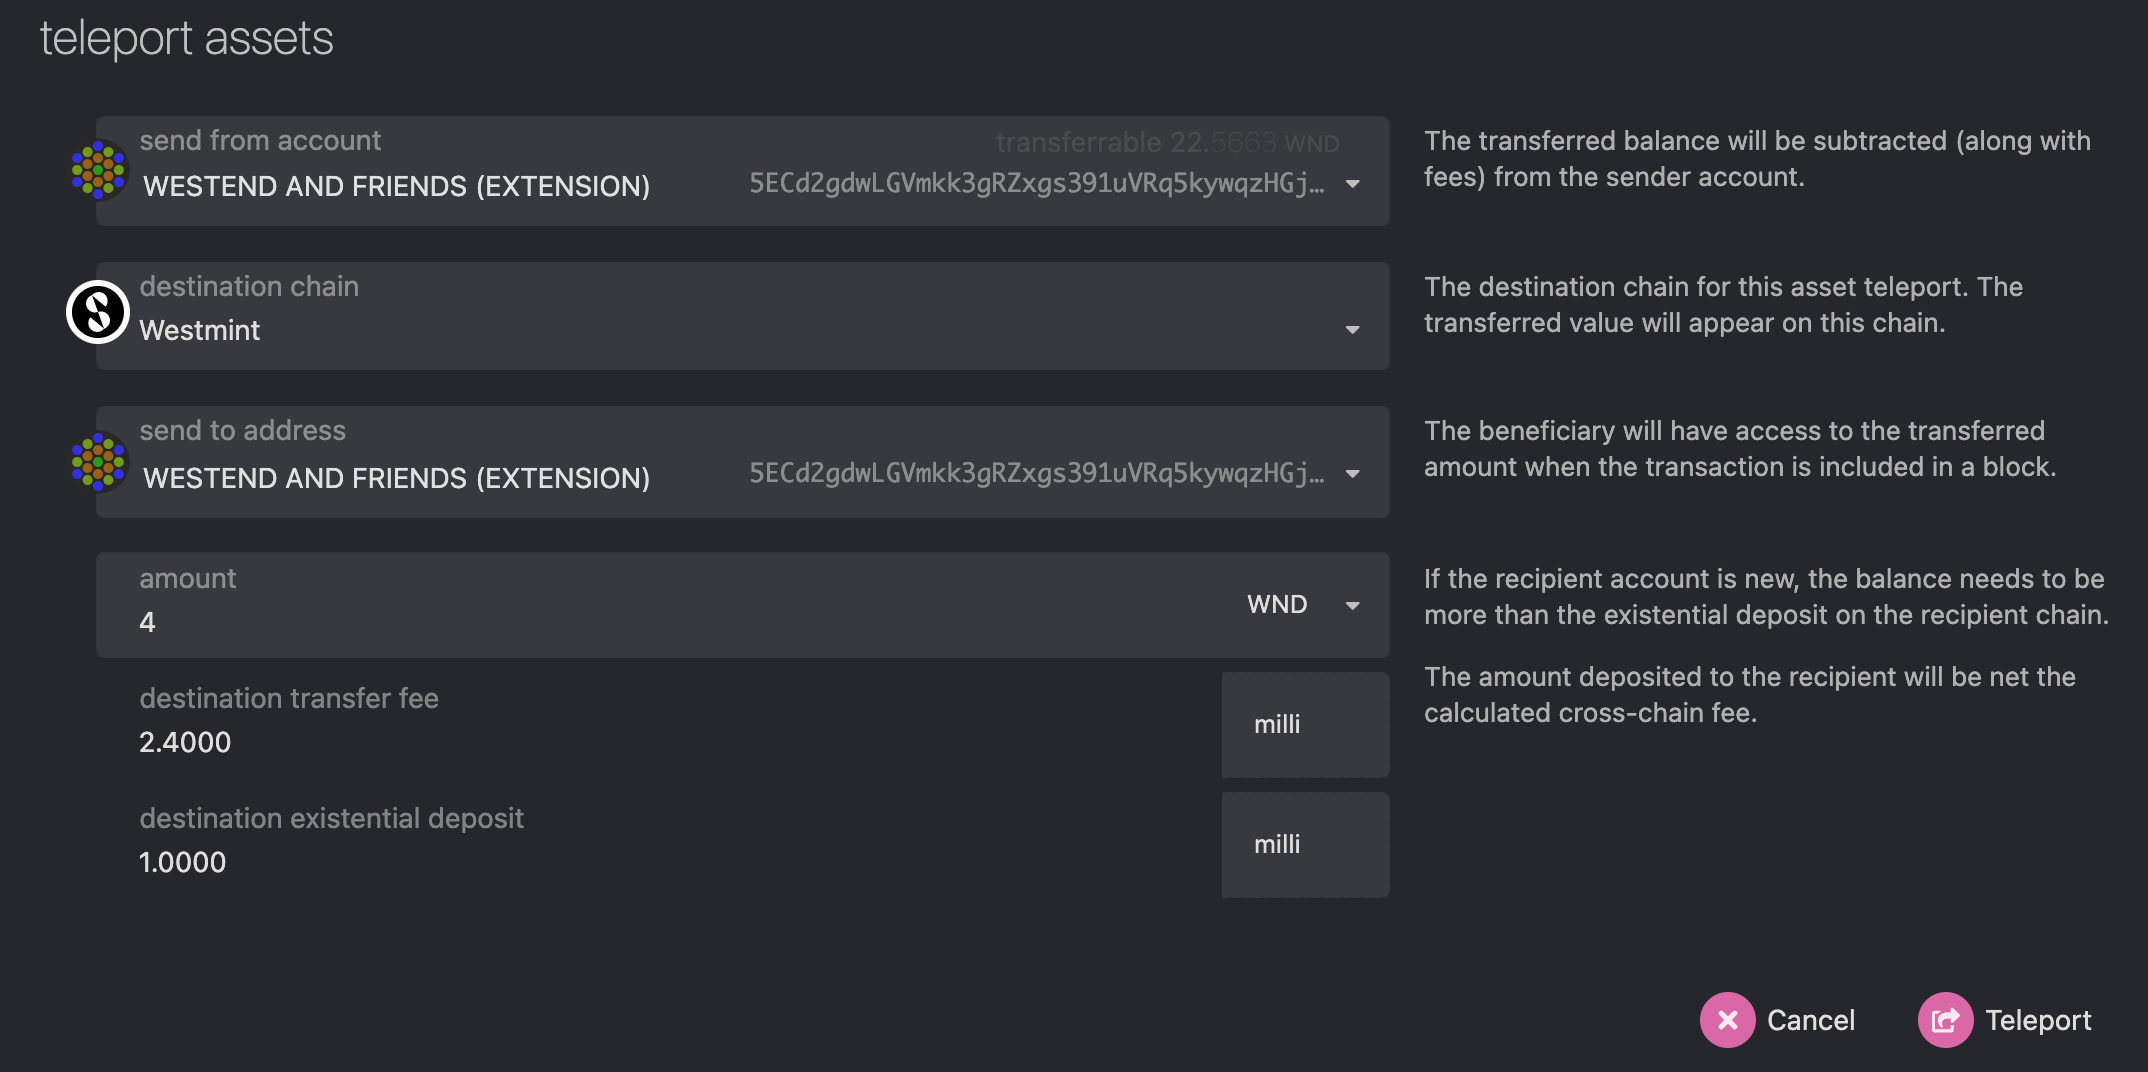 teleport assets
send from account
transferrable 22.5663 WND
WESTEND AND FRIENDS (EXTENSION)
5ECd2gdwLGVmkk3gRZxgs391uVRq5kywqzHGj…
The transferred balance will be subtracted (along with
fees) from the sender account.
destination chain
Westmint
The destination chain for this asset teleport. The
transferred value will appear on this chain.
send to address
WESTEND AND FRIENDS (EXTENSION)
5ECd2gdwLGVmkk3gRZxgs391uVRq5kywqzHGj…
The beneficiary will have access to the transferred
amount when the transaction is included in a block.
amount
4
WND
If the recipient account is new, the balance needs to be
more than the existential deposit on the recipient chain.
The amount deposited to the recipient will be net the
calculated cross-chain fee.
destination transfer fee
2.4000
milli
destination existential deposit
1.0000
milli
Cancel
Teleport